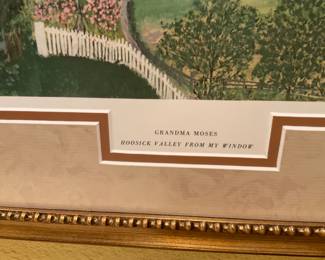 GRANDMA MOSES
HOOSICK VALLEY FROM MY WINDOW